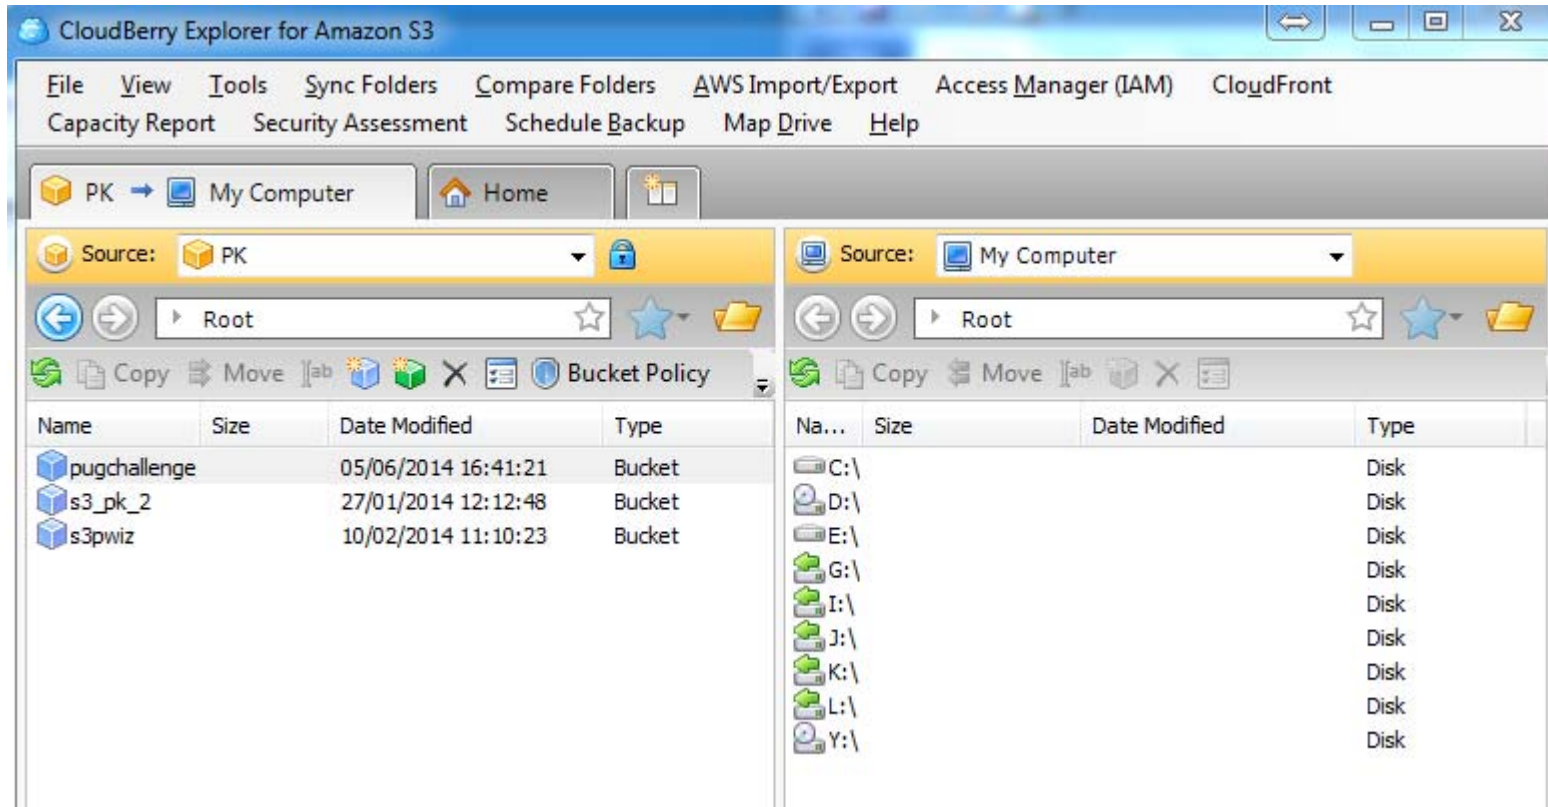 CloudBerry Explorer for Amazon S3
File View Tools Sync Folders Compare Folders AWS Import/Export Access Manager (IAM) CloudFront
Capacity Report Security Assessment Schedule Backup Map Drive Help
PK My Computer Home
Source: PK Source: My Computer
Root Root
Copy Move ab Bucket Policy Copy Move ab
Name Size Date Modified Type Na... Size Date Modified Type
pugchallenge 05/06/2014 16:41:21 Bucket C:\ Disk
s3_pk_2 27/01/2014 12:12:48 Bucket D:\ Disk
s3pwiz 10/02/2014 11:10:23 Bucket E:\ Disk
G:\ Disk
I:\ Disk
J:\ Disk
K:\ Disk
L:\ Disk
Y:\ Disk